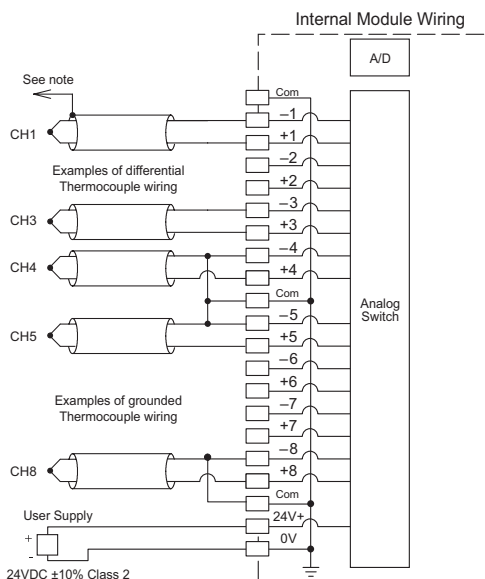 Internal Module Wiring
A/D
See note
Com
–1
CH1
+1
–2
Examples of differential
Thermocouple wiring
+2
–3
CH3
+3
–4
CH4
+4
Com
Analog
Switch
–5
CH5
+5
–6
+6
Examples of grounded
Thermocouple wiring
–7
+7
–8
CH8
+8
Com
User Supply
24V+
+
-
0V
24VDC ±10% Class 2